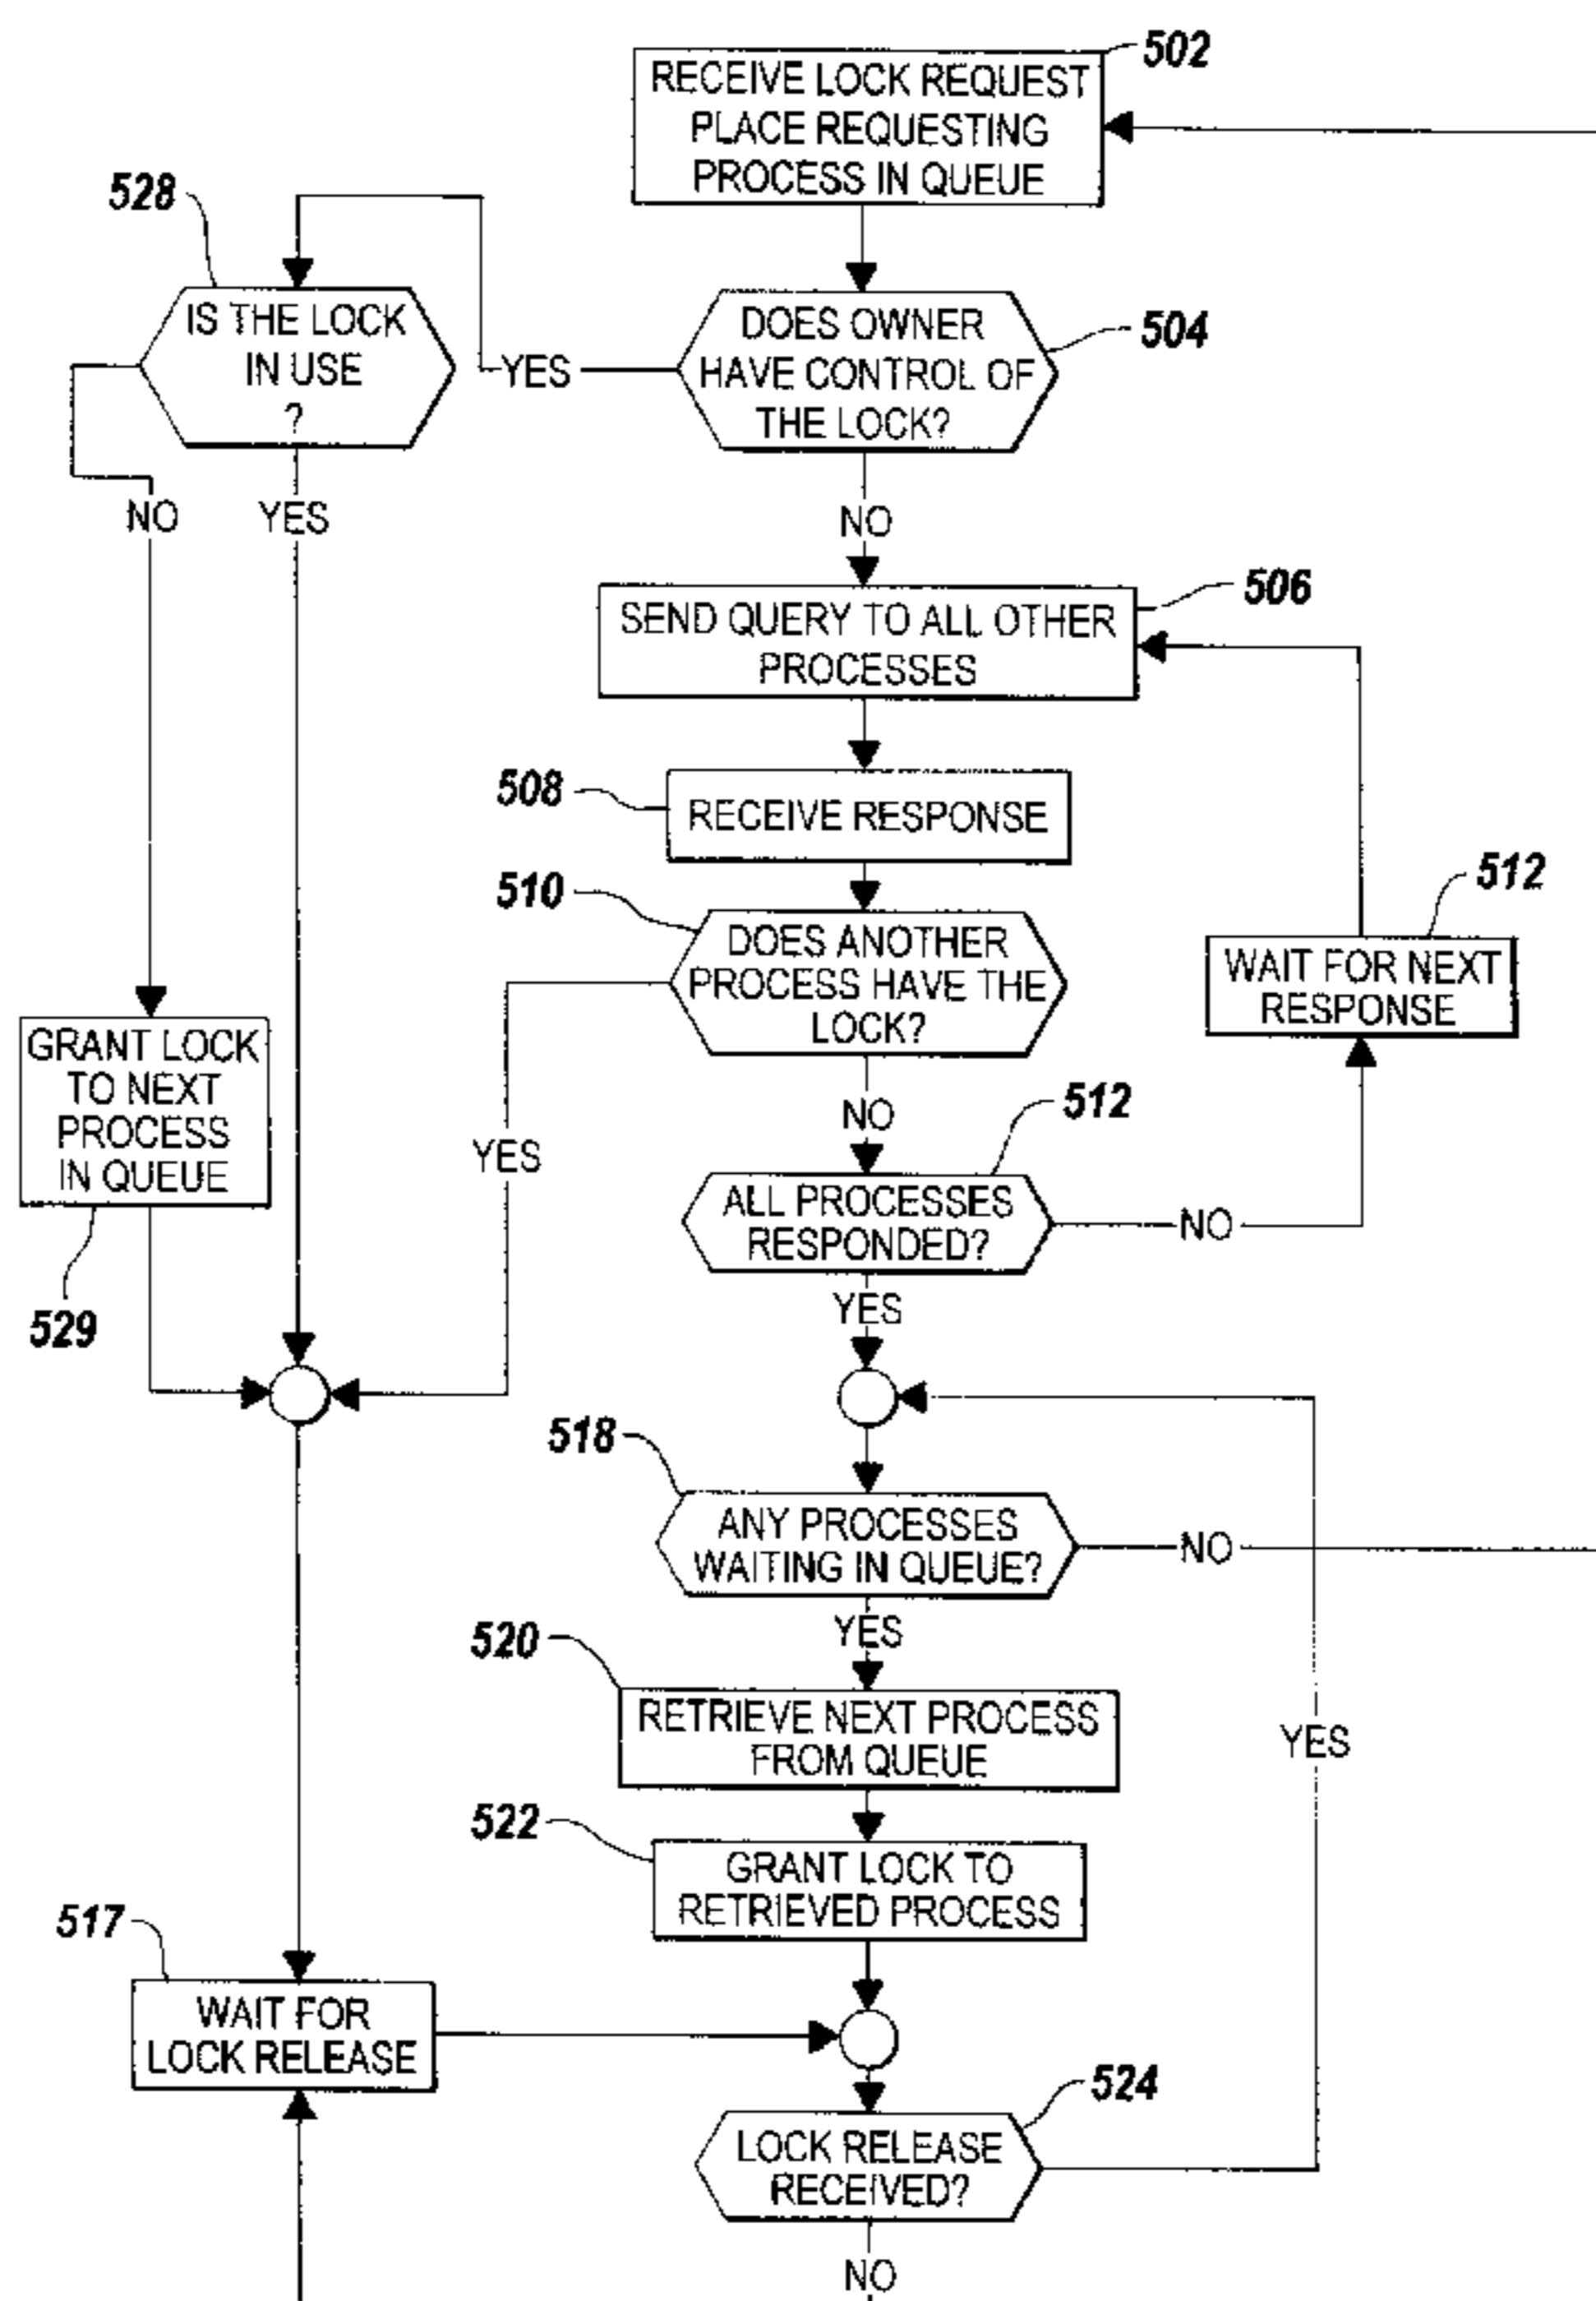 502
RECEIVE LOCK REQUEST
PLACE REQUESTING
PROCESS IN QUEUE
528
IS THE LOCK
IN USE
?
504
DOES OWNER
HAVE CONTROL OF
THE LOCK?
YES
NO
YES
NO
506
SEND QUERY TO ALL OTHER
PROCESSES
508
RECEIVE RESPONSE
510
DOES ANOTHER
PROCESS HAVE THE
LOCK?
512
WAIT FOR NEXT
RESPONSE
GRANT LOCK
TO NEXT
PROCESS
IN QUEUE
529
YES
NO
512
ALL PROCESSES
RESPONDED?
NO
YES
518
ANY PROCESSES
WAITING IN QUEUE?
NO
YES
520
RETRIEVE NEXT PROCESS
FROM QUEUE
YES
522
GRANT LOCK TO
RETRIEVED PROCESS
517
WAIT FOR
LOCK RELEASE
524
LOCK RELEASE
RECEIVED?
NO